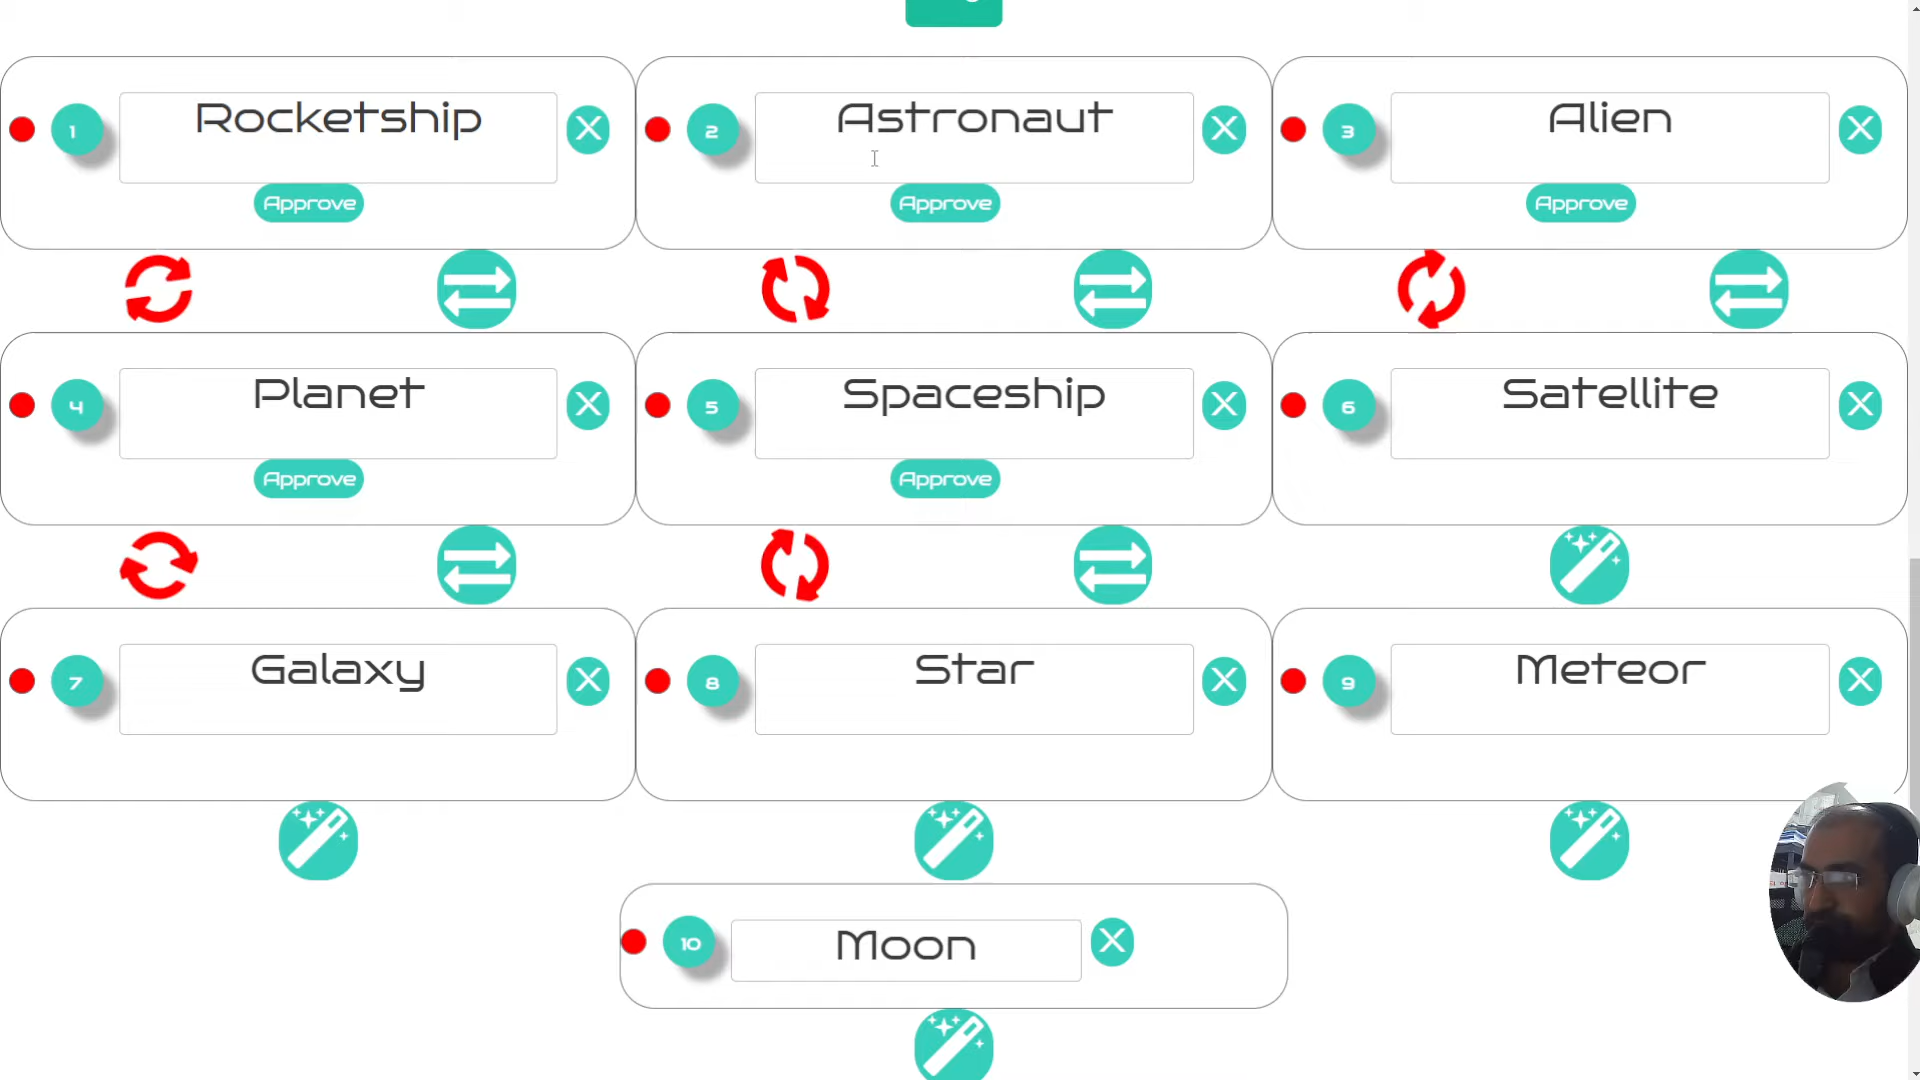 1 Rocketship X
Approve
2 Astronaut X
Approve
3 Alien X
Approve
4 Planet X
Approve
5 Spaceship X
Approve
6 Satellite X
7 Galaxy X
8 Star X
9 Meteor X
10 Moon X